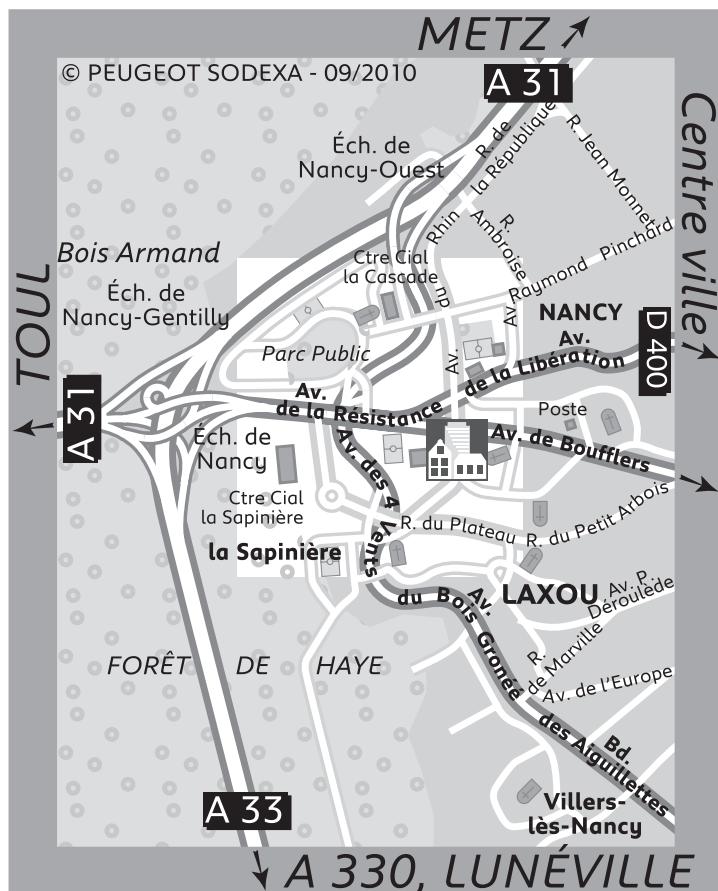 METZ
© PEUGEOT SODEXA - 09/2010
A 31
Centre ville
R. de
la République
R. Jean Monnet
Éch. de
Nancy-Ouest
Av. Raymond Pinchard
R.
Ambroise
Rhin
du
Av.
Bois Armand
Ctre Cial
la Cascade
Éch. de
Nancy-Gentilly
TOUL
NANCY
D 400
Parc Public
Av.
de la Libération
A 31
Av.
de la Résistance
Poste
Av. de Boufflers
Éch. de
Nancy
Av. des 4 Vents
Ctre Cial
la Sapinière
R. du Plateau
R. du Petit Arbois
la Sapinière
LAXOU
Av. P.
Déroulède
Av.
du Bois Gronée
R.
de Marville
FORÊT DE HAYE
Av. de l'Europe
Bd.
des Aiguillettes
A 33
Villers-
lès-Nancy
A 330, LUNÉVILLE